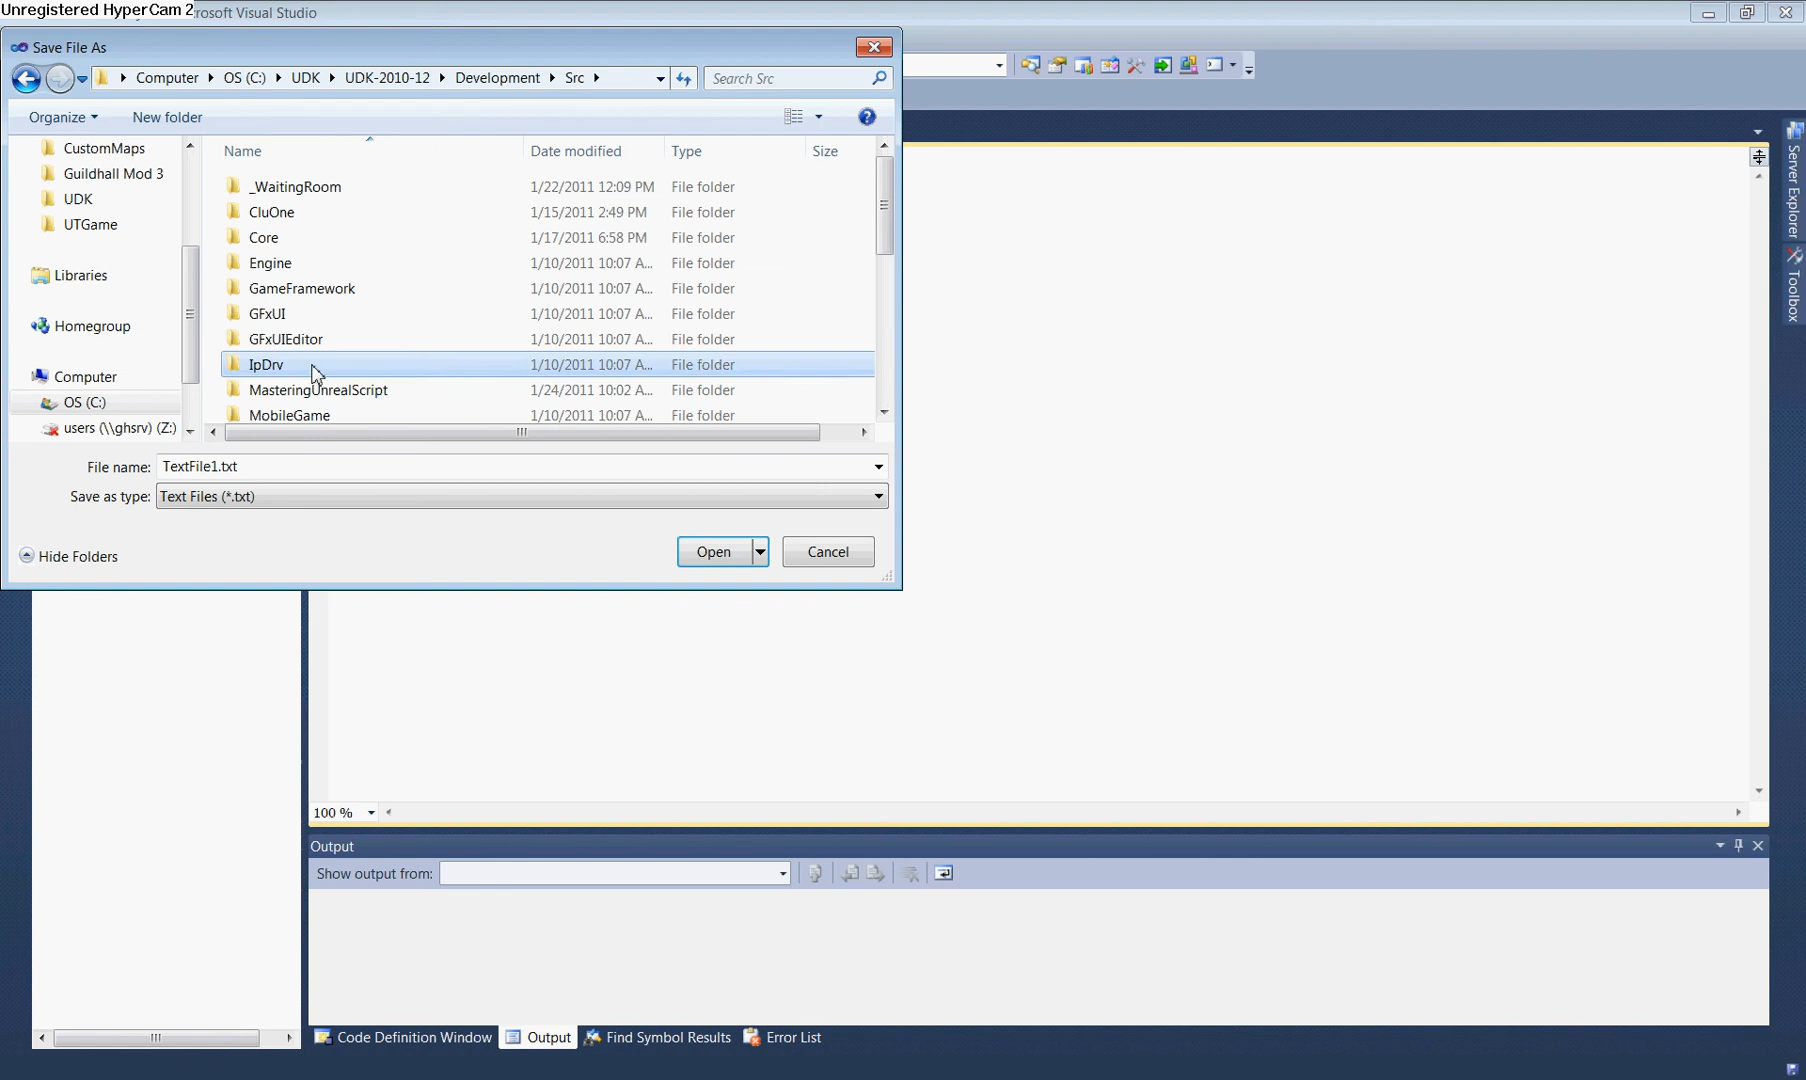 Unregistered HyperCam 2
rosoft Visual Studio
Save File As
Computer OS (C:) UDK UDK-2010-12 Development Src
Search Src
Organize New folder
CustomMaps
Guildhall Mod 3
UDK
UTGame
Libraries
Homegroup
Computer
OS (C:)
users (\\ghsrv) (Z:)
Name Date modified Type Size
_WaitingRoom 1/22/2011 12:09 PM File folder
CluOne 1/15/2011 2:49 PM File folder
Core 1/17/2011 6:58 PM File folder
Engine 1/10/2011 10:07 A... File folder
GameFramework 1/10/2011 10:07 A... File folder
GFxUI 1/10/2011 10:07 A... File folder
GFxUIEditor 1/10/2011 10:07 A... File folder
IpDrv 1/10/2011 10:07 A... File folder
MasteringUnrealScript 1/24/2011 10:02 A... File folder
MobileGame 1/10/2011 10:07 A... File folder
File name: TextFile1.txt
Save as type: Text Files (*.txt)
Hide Folders
Open Cancel
Server Explorer
Toolbox
100 %
Output
Show output from:
Code Definition Window Output Find Symbol Results Error List